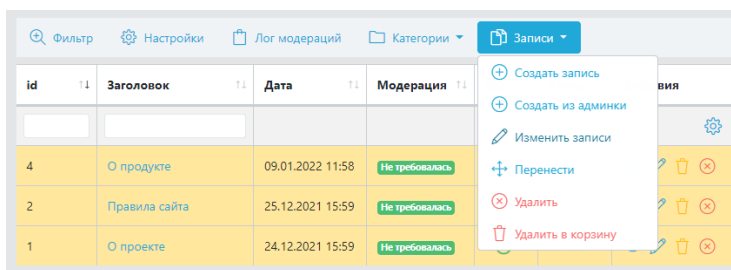 Фильтр Настройки Лог модераций Категории Записи
id Заголовок Дата Модерация вия
Создать запись
Создать из админки
Изменить записи
Перенести
Удалить
Удалить в корзину
4 О продукте 09.01.2022 11:58 Не требовалась
2 Правила сайта 25.12.2021 15:59 Не требовалась
1 О проекте 24.12.2021 15:59 Не требовалась